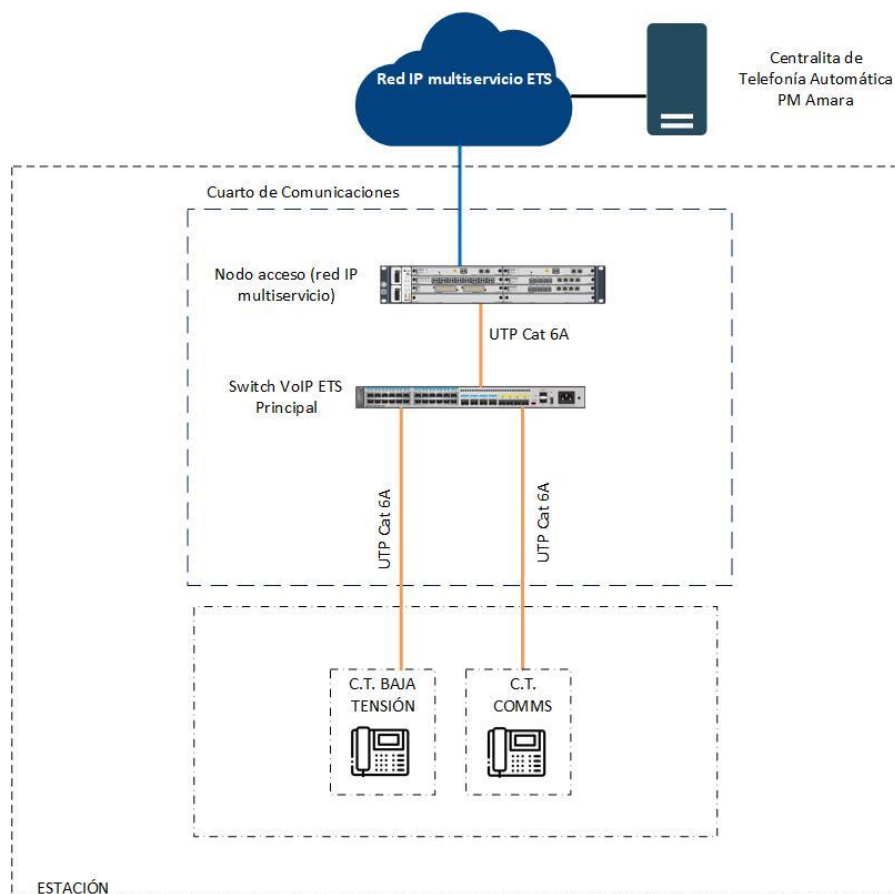 Red IP multiservicio ETS
Centralita de
Telefonía Automática
PM Amara
Cuarto de Comunicaciones
Nodo acceso (red IP
multiservicio)
UTP Cat 6A
Switch VoIP ETS
Principal
UTP Cat 6A
UTP Cat 6A
C.T. BAJA
TENSIÓN
C.T.
COMMS
ESTACIÓN